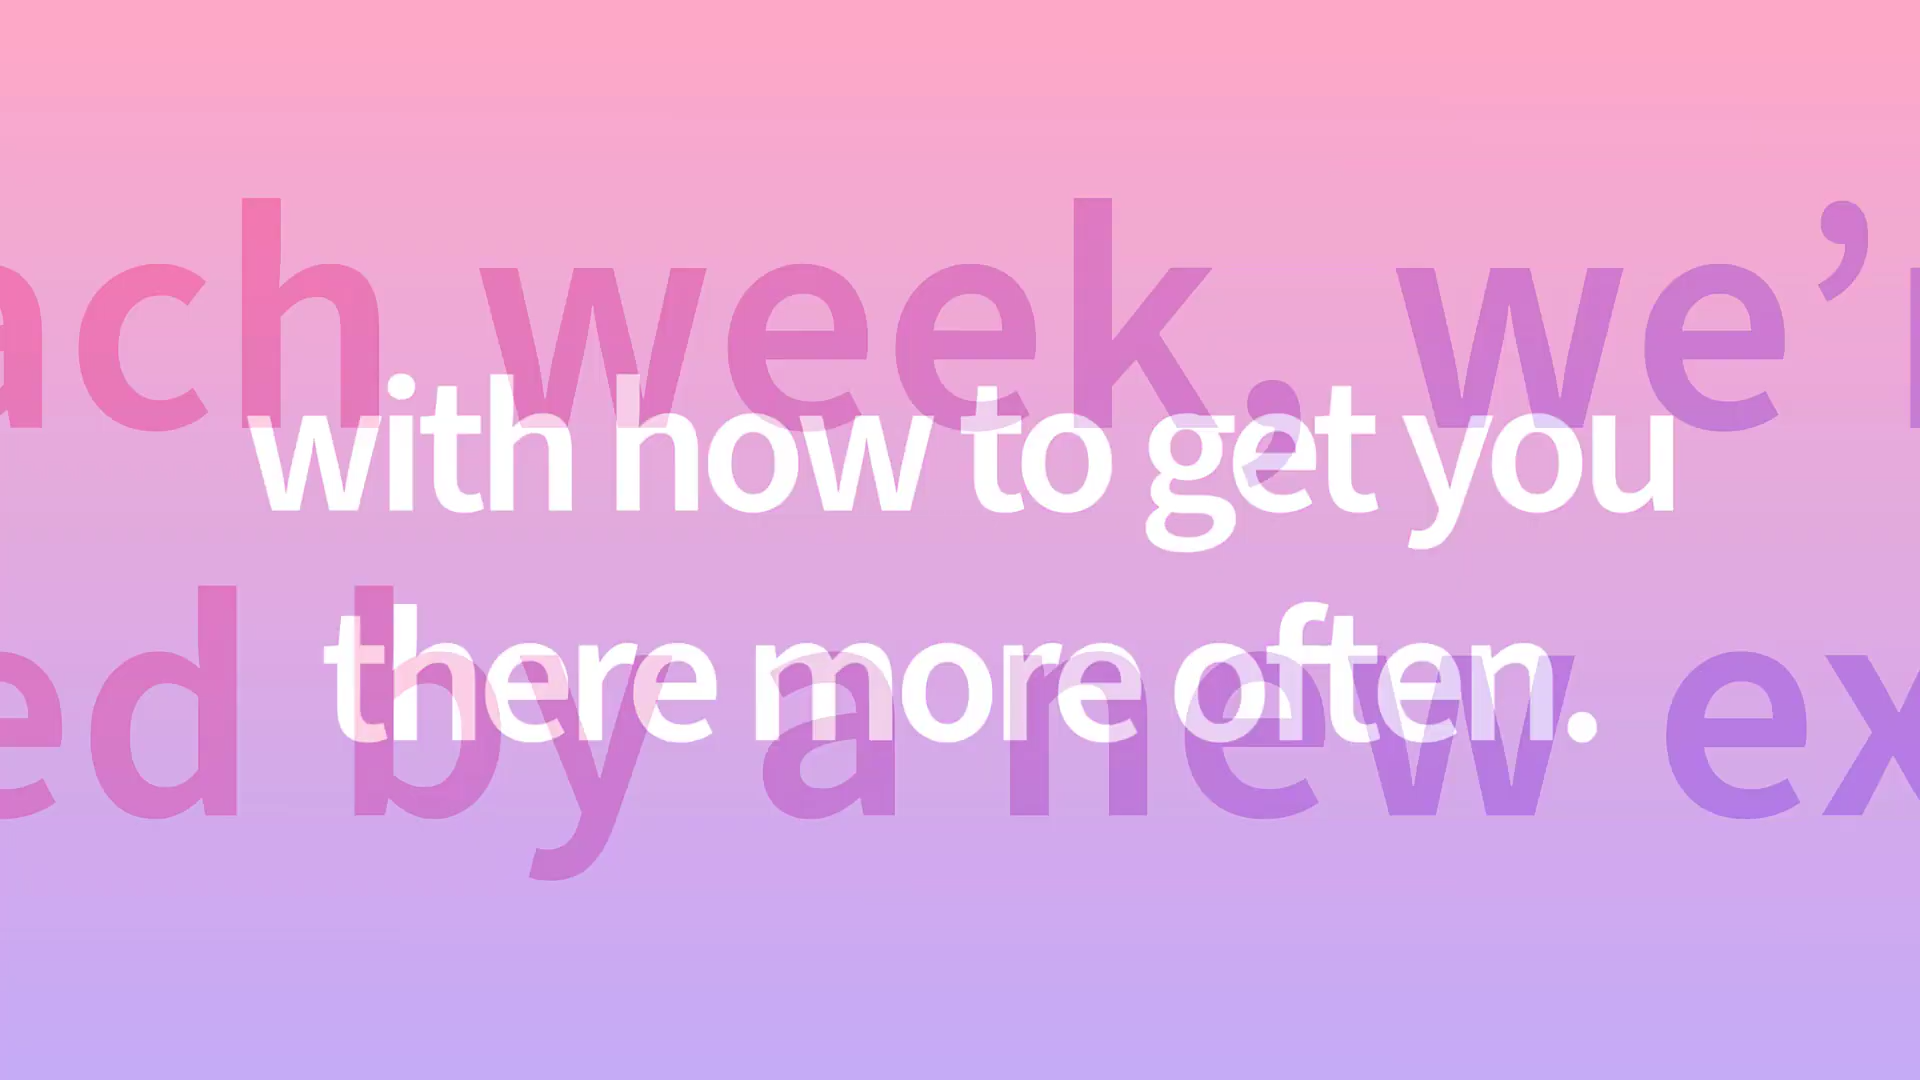 ach week, we’r
with how to get you
ed by a new ex
there more often.